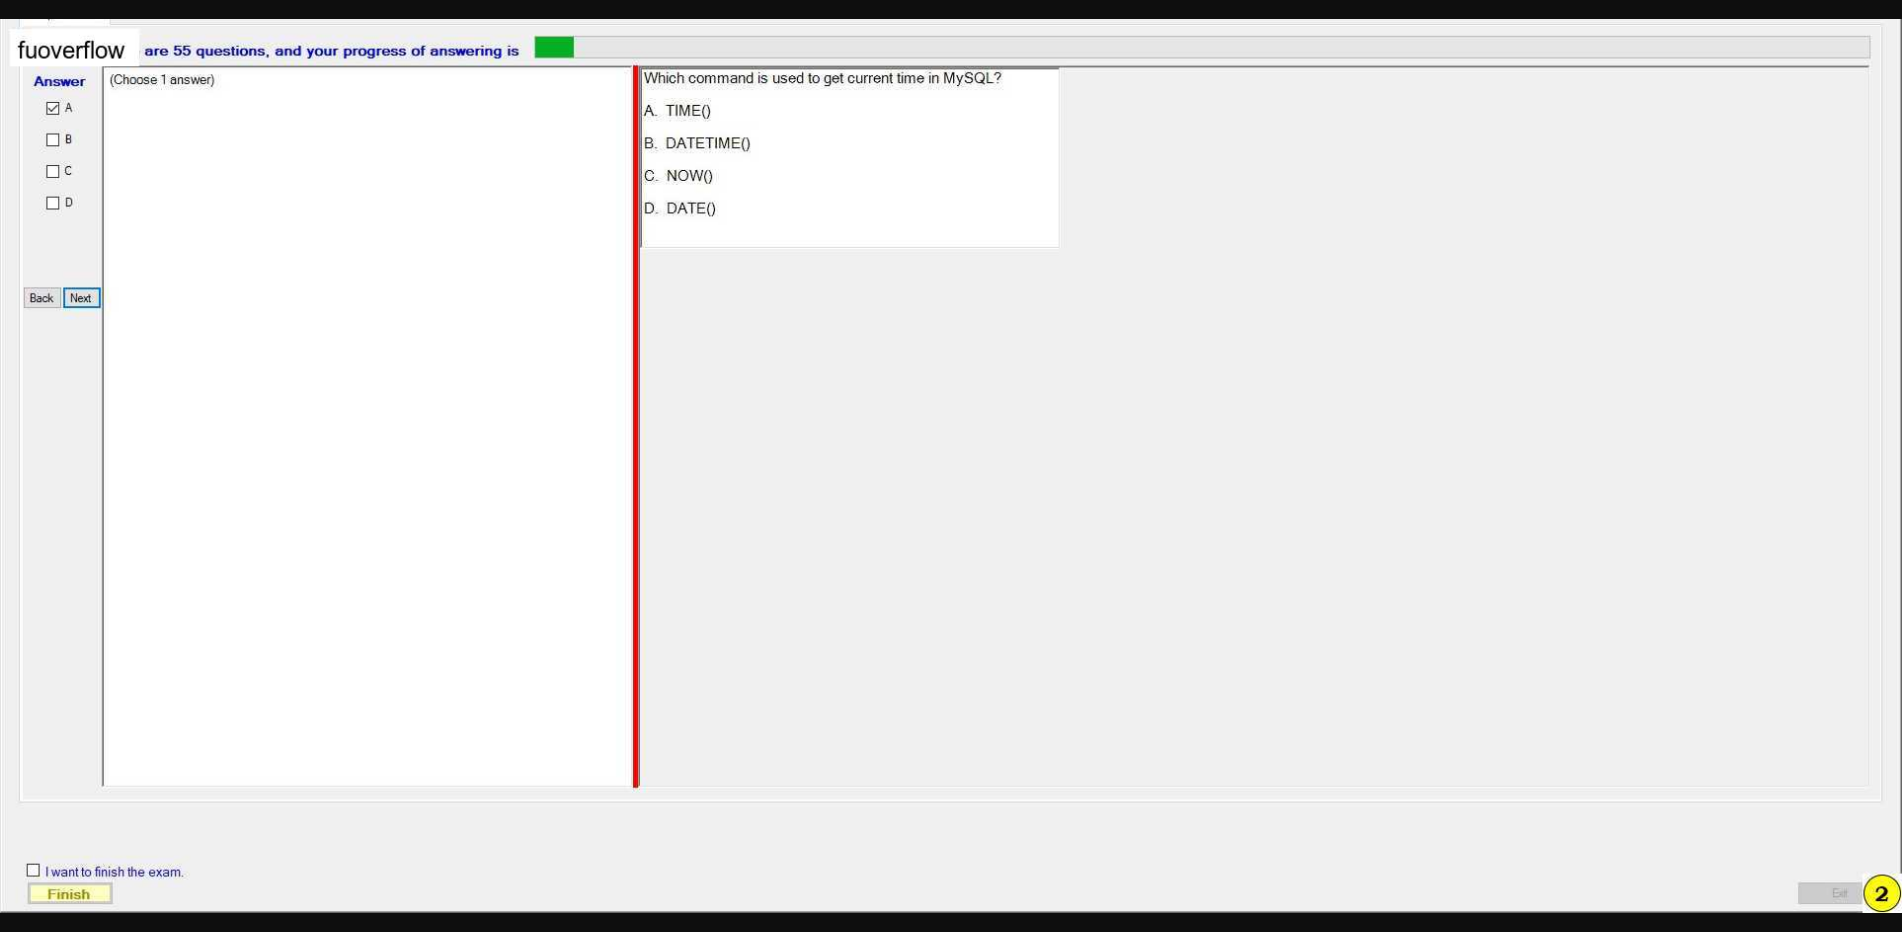 fuoverflow are 55 questions, and your progress of answering is
Answer
(Choose 1 answer)
A
B
C
D
Back Next
Which command is used to get current time in MySQL?
A. TIME()
B. DATETIME()
C. NOW()
D. DATE()
I want to finish the exam.
Finish
Exit
2